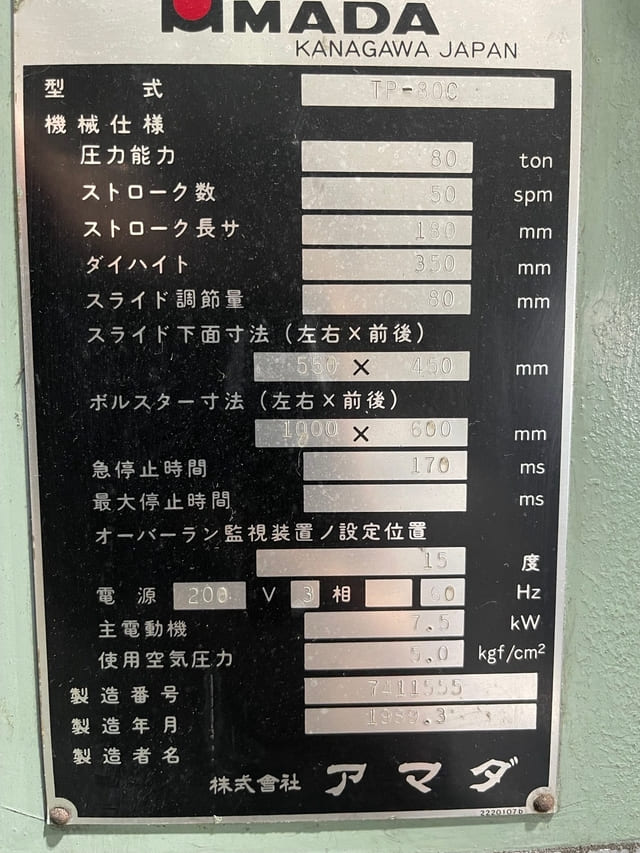 AMADA
KANAGAWA JAPAN
型 式 TP-80C
機械仕様
圧力能力 80 ton
ストローク数 50 spm
ストローク長サ 180 mm
ダイハイト 350 mm
スライド調節量 80 mm
スライド下面寸法(左右×前後)
560 × 450 mm
ボルスター寸法(左右×前後)
1000 × 600 mm
急停止時間 170 ms
最大停止時間 ms
オーバーラン監視装置ノ設定位置
15 度
電 源 200 V 3 相 60 Hz
主電動機 7.5 kW
使用空気圧力 5.0 kgf/cm²
製造番号 7411555
製造年月 1989.3
製造者名
株式會社 アマダ
2220107b